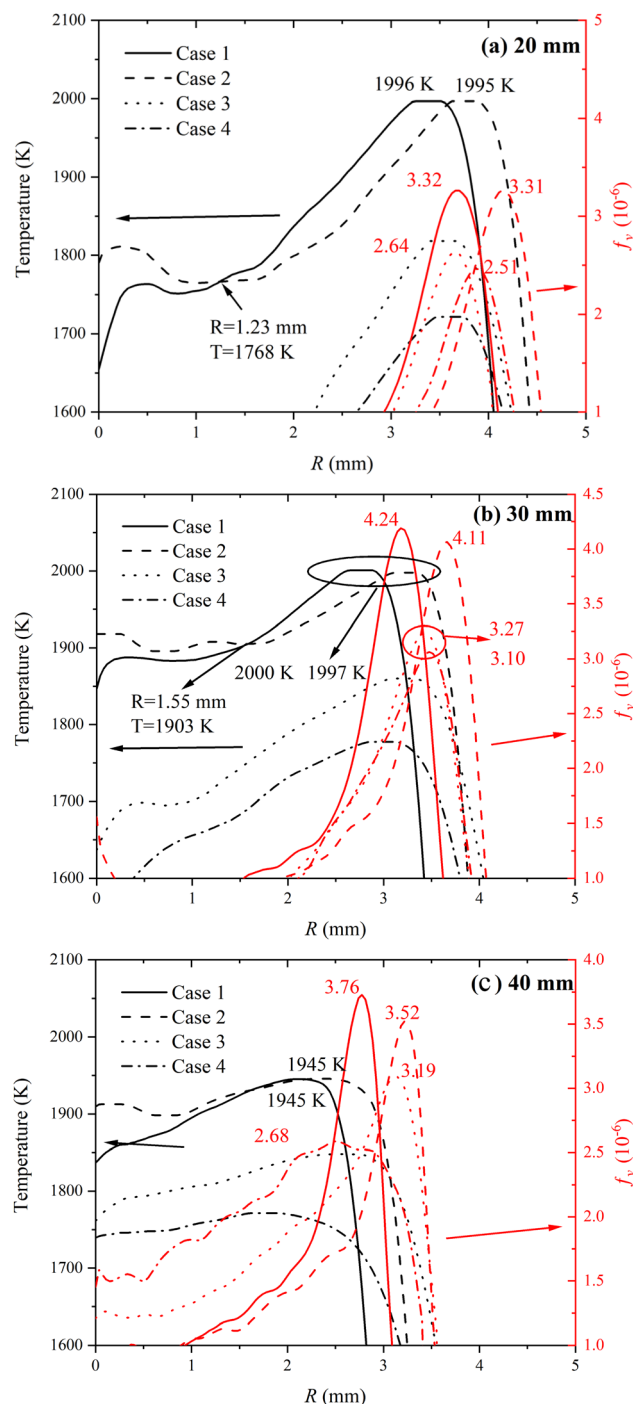 (a) 20 mm
Case 1
Case 2
Case 3
Case 4
1996 K
1995 K
3.32
3.31
2.64
2.51
R=1.23 mm
T=1768 K
Temperature (K)
2100
2000
1900
1800
1700
1600
5
4
3
2
1
f_v (10⁻⁶)
0 1 2 3 4 5
R (mm)
(b) 30 mm
Case 1
Case 2
Case 3
Case 4
4.24
4.11
3.27
3.10
2000 K
1997 K
R=1.55 mm
T=1903 K
Temperature (K)
2100
2000
1900
1800
1700
1600
4.5
4.0
3.5
3.0
2.5
2.0
1.5
1.0
f_v (10⁻⁶)
0 1 2 3 4 5
R (mm)
(c) 40 mm
Case 1
Case 2
Case 3
Case 4
3.76
3.52
3.19
1945 K
1945 K
2.68
Temperature (K)
2100
2000
1900
1800
1700
1600
4.0
3.5
3.0
2.5
2.0
1.5
1.0
f_v (10⁻⁶)
0 1 2 3 4 5
R (mm)